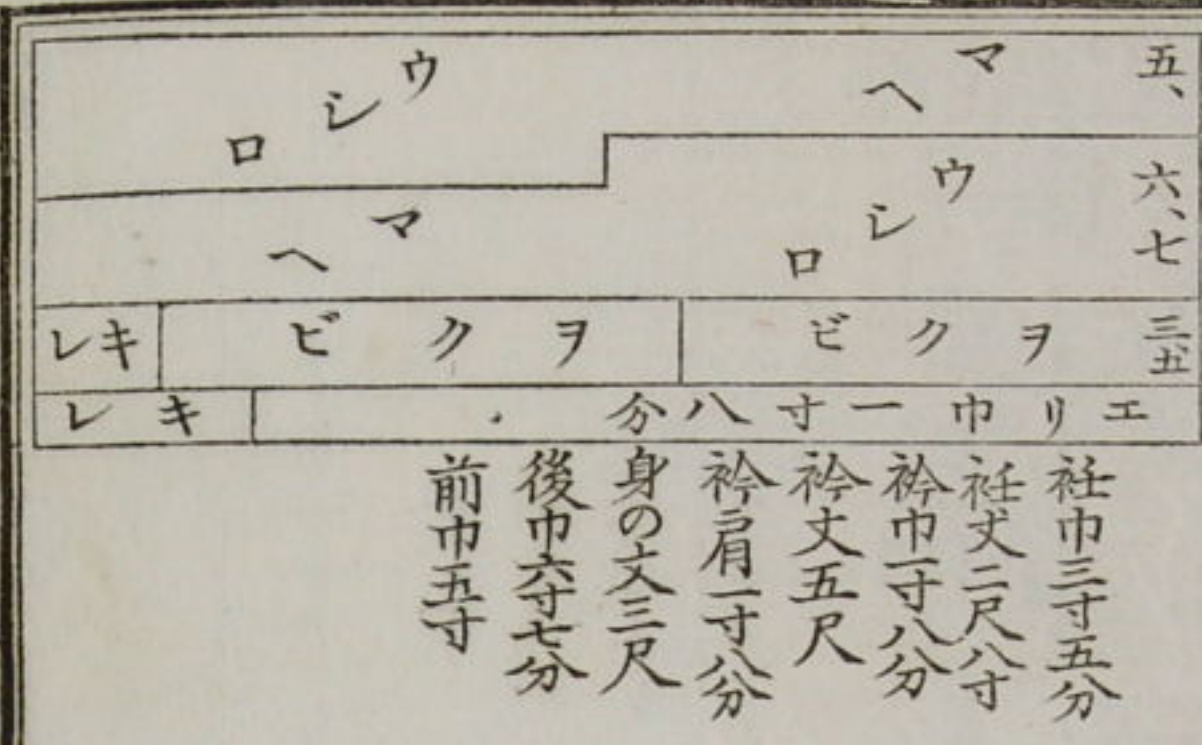 五、
マヘ
ウシロ
六、七
ウシロ
マヘ
三、五
ヲクビ
ヲクビ
キレ
エリ巾一寸八分
キレ
衽巾三寸五分
衽丈二尺八寸
衿巾一寸八分
衿丈五尺
衿肩一寸八分
身の丈三尺
後巾六寸七分
前巾五寸